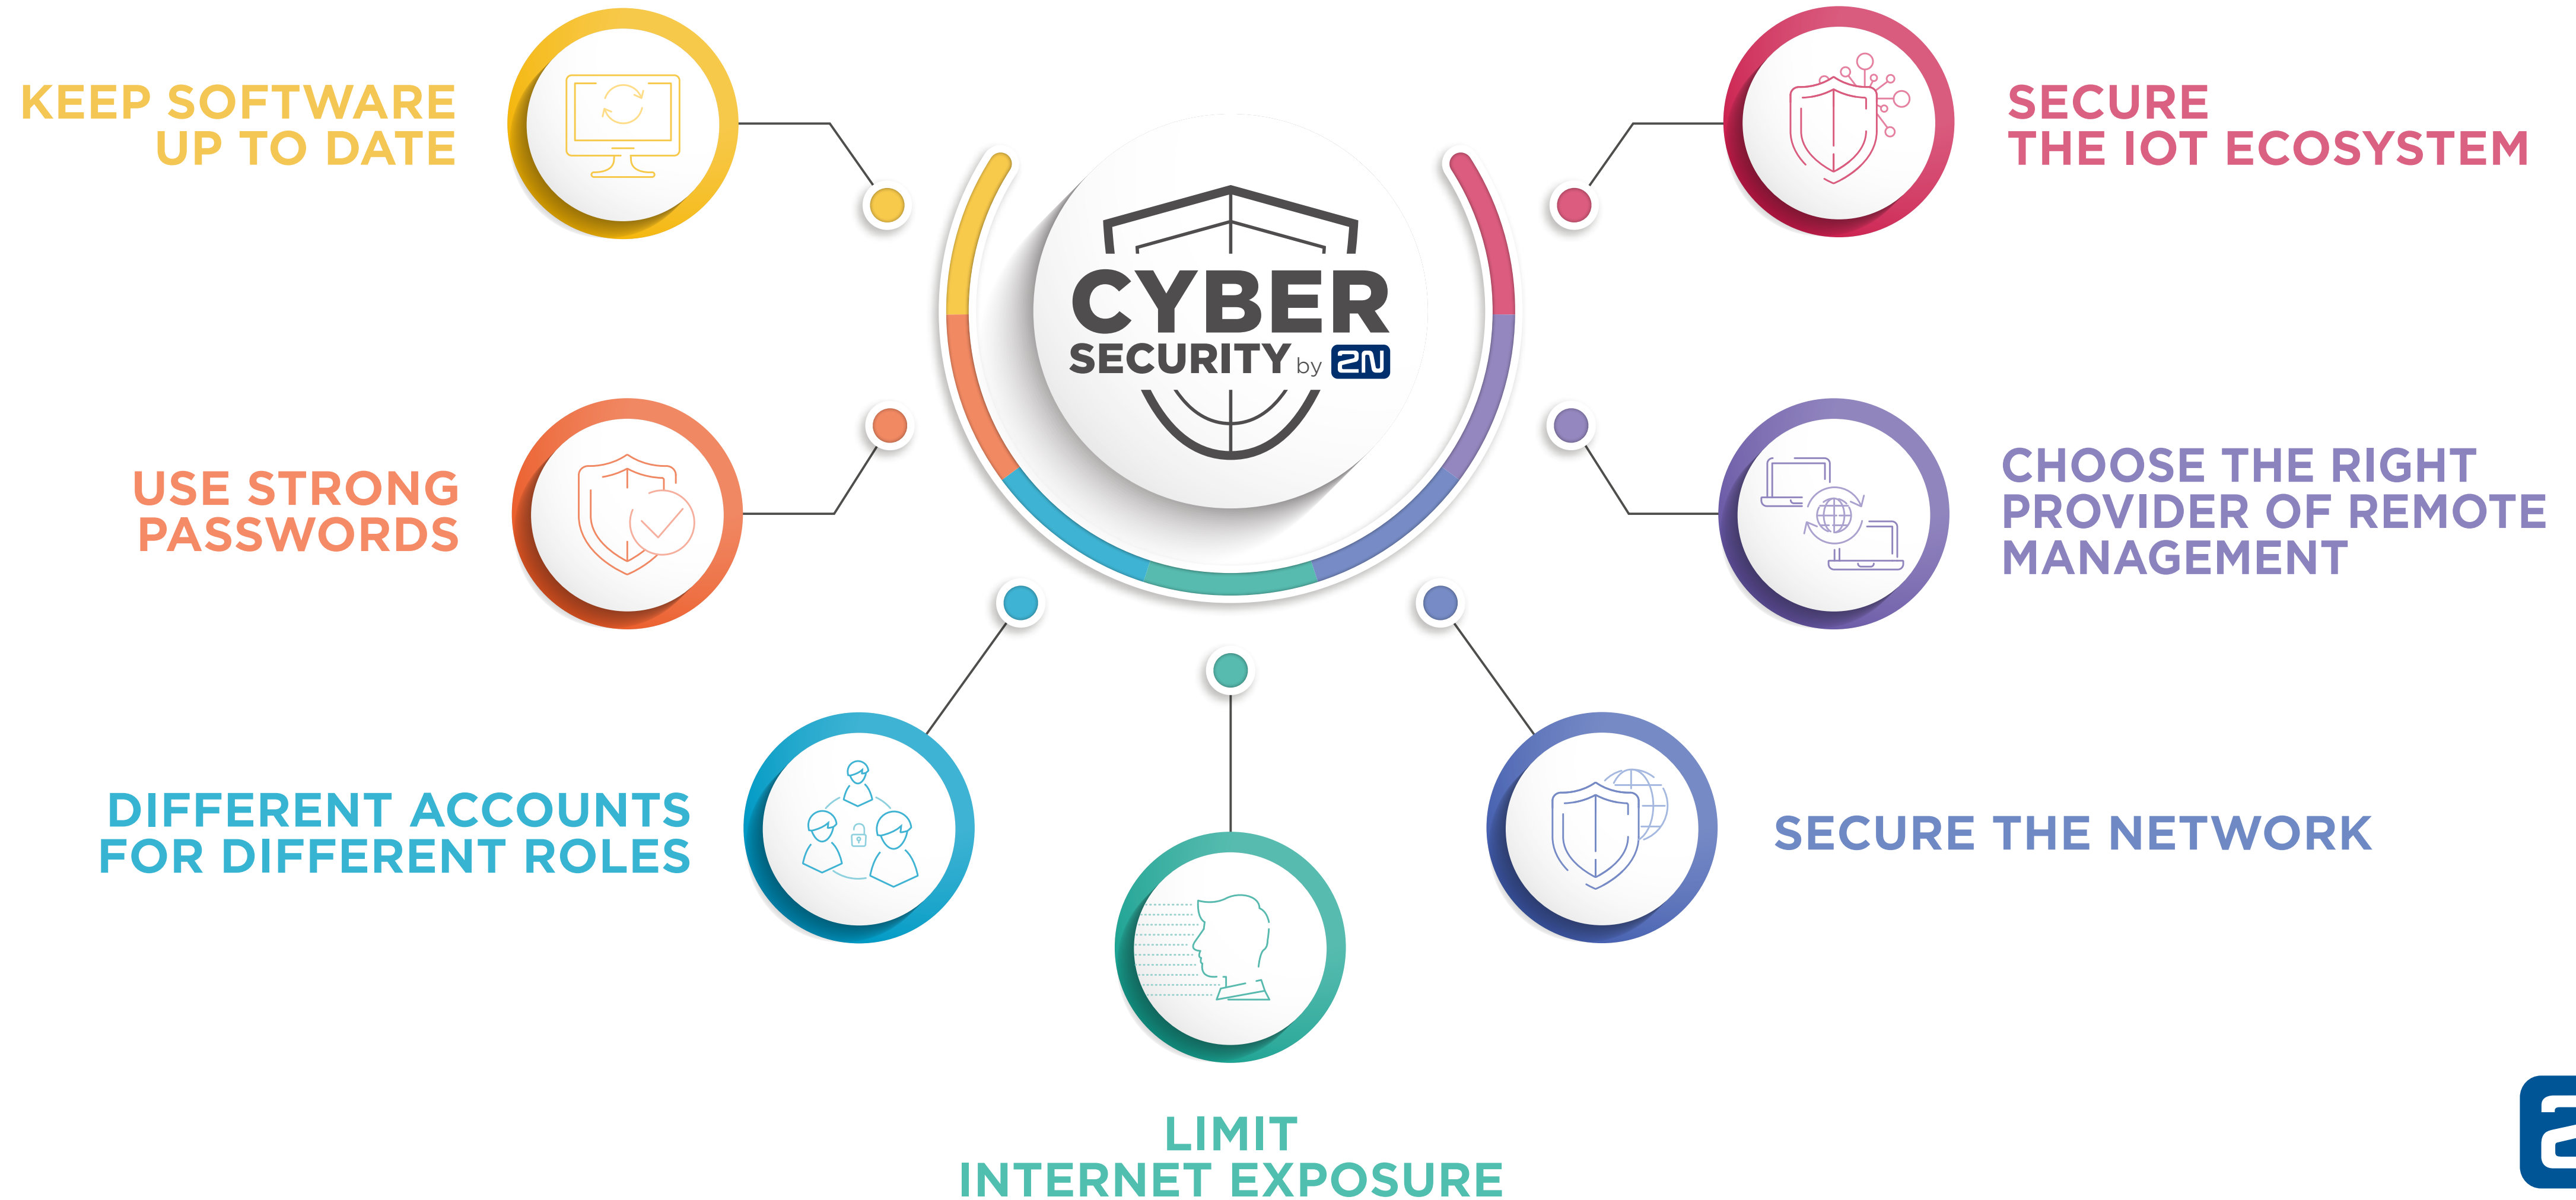 KEEP SOFTWARE
UP TO DATE
USE STRONG
PASSWORDS
DIFFERENT ACCOUNTS
FOR DIFFERENT ROLES
LIMIT
INTERNET EXPOSURE
SECURE THE NETWORK
CHOOSE THE RIGHT
PROVIDER OF REMOTE
MANAGEMENT
SECURE
THE IOT ECOSYSTEM
CYBER
SECURITY by 2N
2